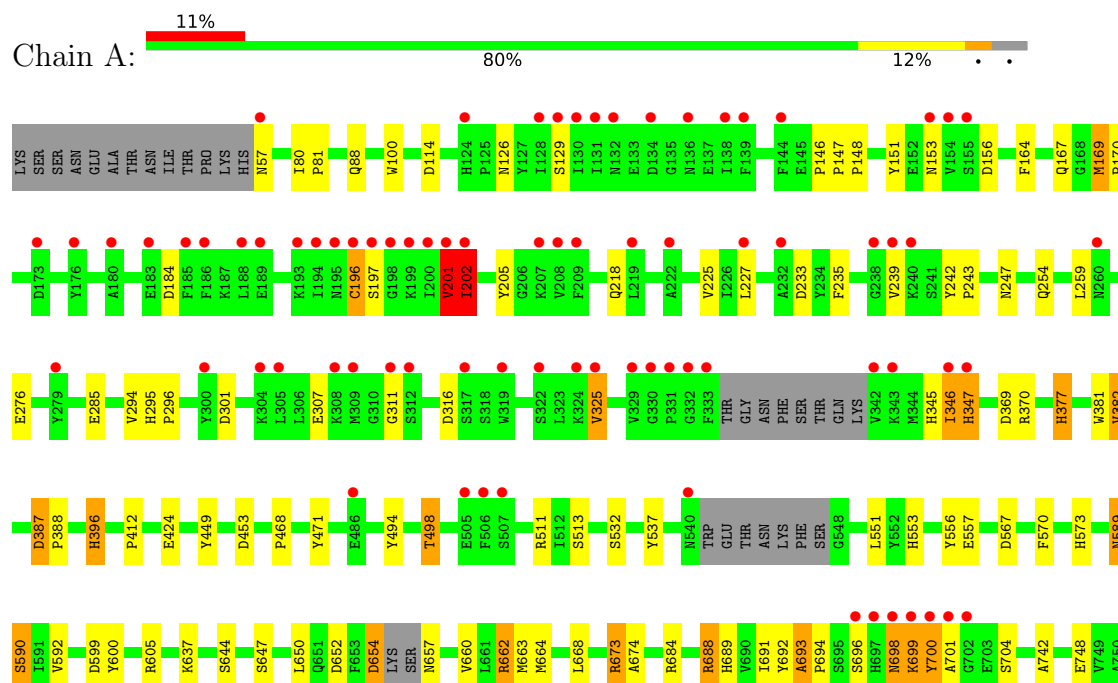 11%
Chain A:
80% 12% • •
LYS SER SER ASN GLU ALA THR ASN ILE THR PRO LYS HIS N57 I80 P81 Q88 W100 D114 H124 P125 N126 Y127 I128 S129 I130 I131 N132 E133 D134 G135 N136 E137 I138 F139 F144 E145 P146 P147 P148 Y151 E152 N153 V154 S155 D156 F164 Q167 G168 M169
D173 Y176 A180 E183 D184 F185 F186 K187 L188 E189 K193 I194 N195 C196 S197 G198 K199 I200 V201 I202 Y205 G206 K207 V208 F209 Q218 L219 A222 V225 I226 L227 A232 D233 Y234 F235 G238 V239 K240 S241 Y242 P243 N247 Q254 L259 N260
E276 Y279 E285 V294 H295 P296 Y300 D301 K304 L305 L306 E307 K308 M309 G310 G311 S312 D316 S317 S318 W319 S322 L323 K324 V325 V329 G330 P331 G332 F333 THR GLY ASN PHE SER THR GLN LYS V342 K343 M344 H345 I346 H347 D369 R370 H377 W381
D387 P388 H396 P412 E424 Y449 D453 P468 Y471 E486 Y494 T498 E505 F506 S507 R511 I512 S513 S532 Y537 N540 TRP GLU THR ASN LYS PHE SER G548 L551 Y552 H553 Y556 E557 D567 F570 H573 N589
S590 I591 V592 D599 Y600 R605 K637 S644 S647 L650 Q651 D652 F653 D654 LYS SER N657 V660 L661 R662 M663 M664 L668 R673 A674 R684 R688 H689 V690 I691 Y692 A693 P694 S695 S696 H697 N698 K699 Y700 A701 G702 E703 S704 A742 E748 V749